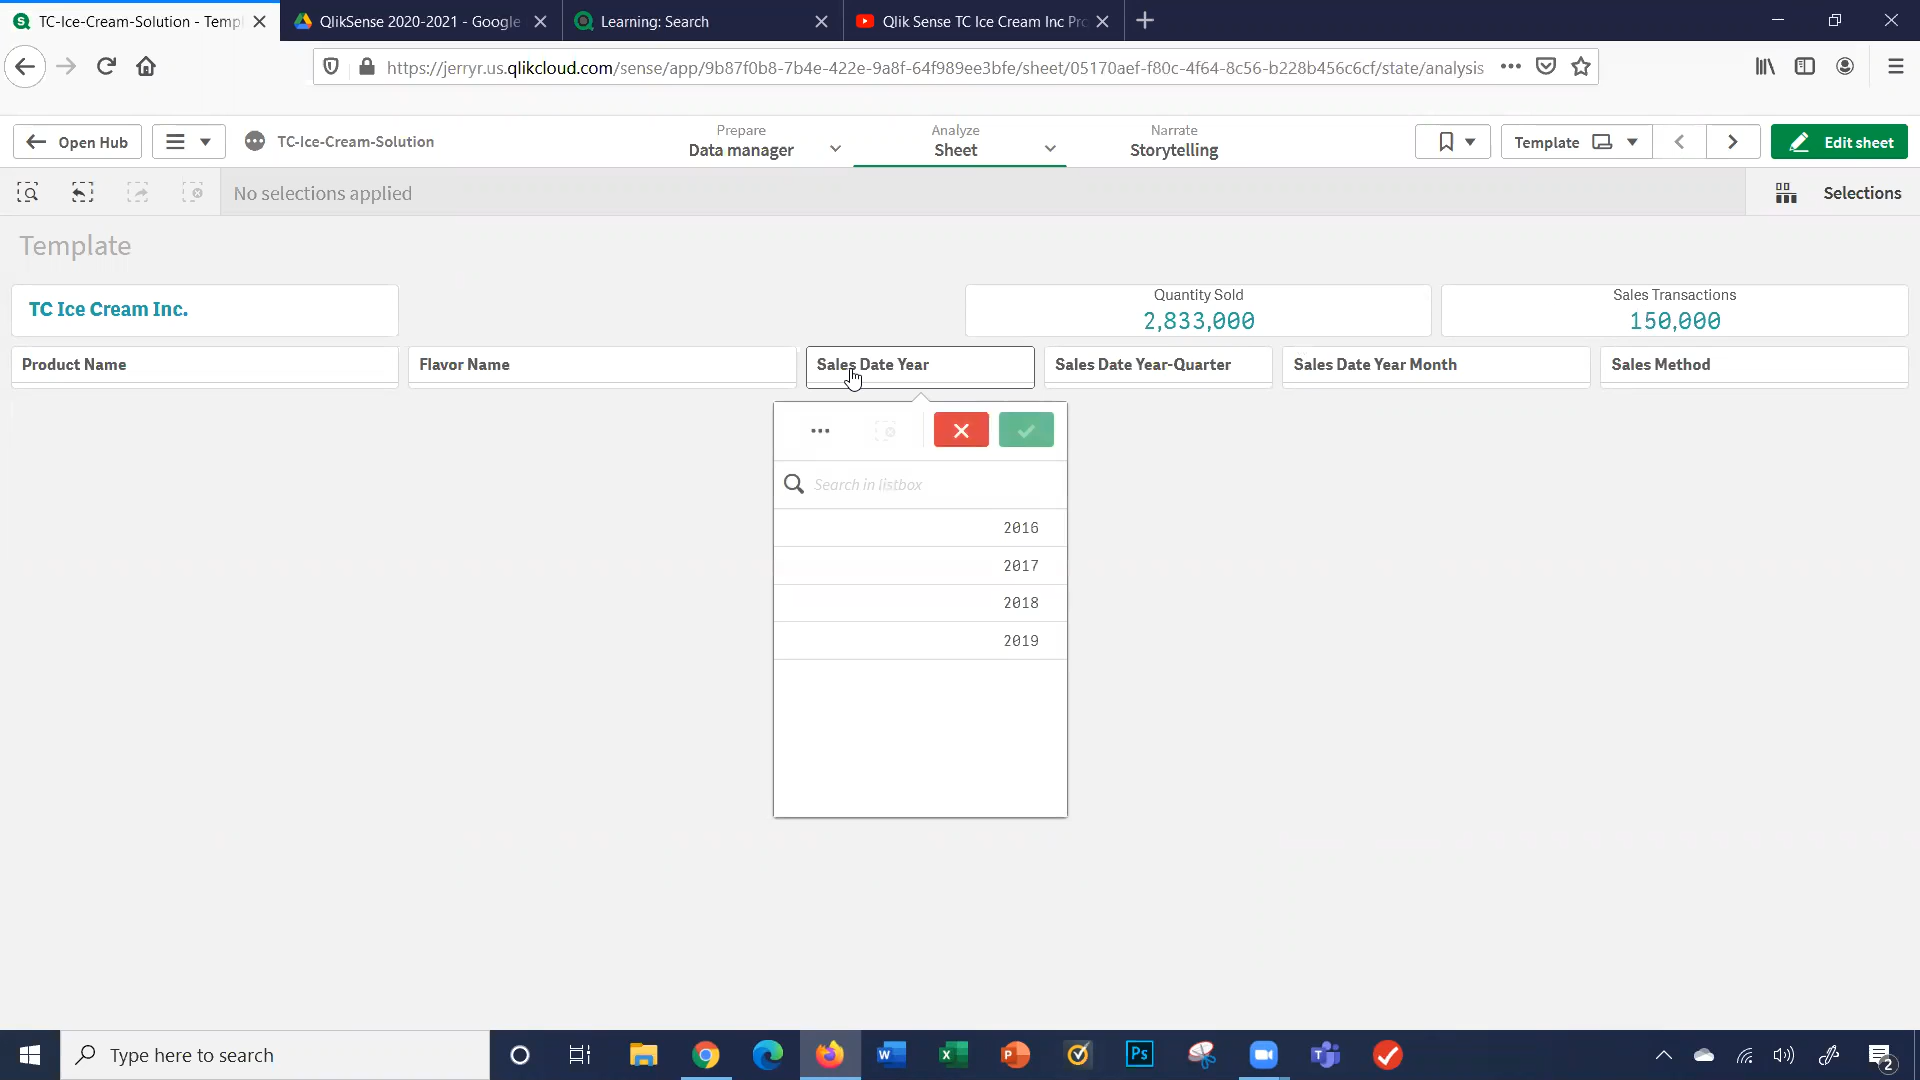 TC-Ice-Cream-Solution - Temp
QlikSense 2020-2021 - Google
Learning: Search
Qlik Sense TC Ice Cream Inc Pro
https://jerryr.us.qlikcloud.com/sense/app/9b87f0b8-7b4e-422e-9a8f-64f989ee3bfe/sheet/05170aef-f80c-4f64-8c56-b228b456c6cf/state/analysis
Open Hub
TC-Ice-Cream-Solution
Prepare
Data manager
Analyze
Sheet
Narrate
Storytelling
Template
Edit sheet
No selections applied
Selections
Template
TC Ice Cream Inc.
Quantity Sold
2,833,000
Sales Transactions
150,000
Product Name
Flavor Name
Sales Date Year
Sales Date Year-Quarter
Sales Date Year Month
Sales Method
Search in listbox
2016
2017
2018
2019
Type here to search
W
X
P
Ps
T
2